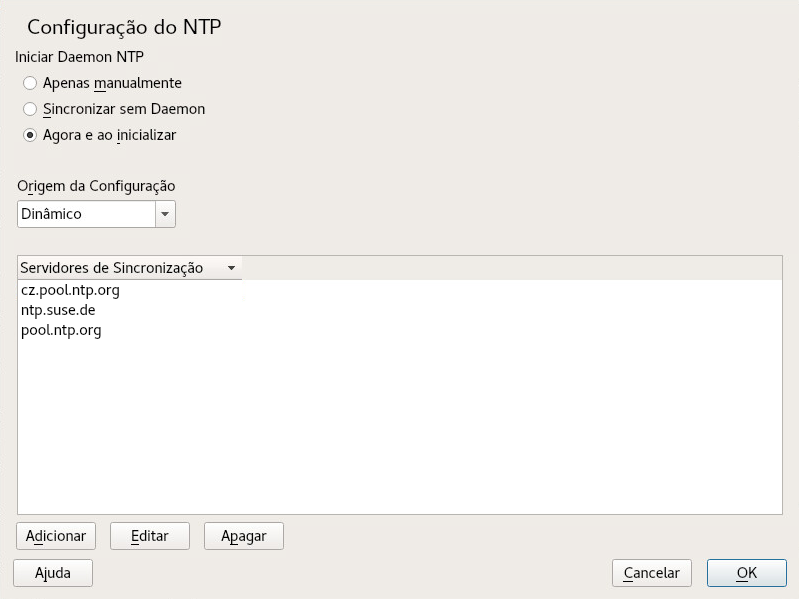 Configuração do NTP
Iniciar Daemon NTP
Apenas manualmente
Sincronizar sem Daemon
Agora e ao inicializar
Origem da Configuração
Dinâmico
Servidores de Sincronização
cz.pool.ntp.org
ntp.suse.de
pool.ntp.org
Adicionar Editar Apagar
Ajuda Cancelar OK